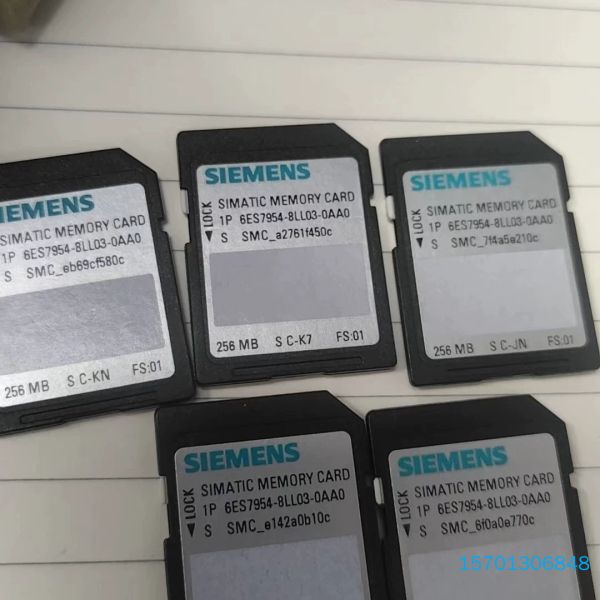 IEMENS
SIMATIC MEMORY CARD
1P 6ES7954-8LL03-0AA0
S SMC_eb69cf580c
256 MB S C-KN FS:01
SIEMENS
LOCK
SIMATIC MEMORY CARD
1P 6ES7954-8LL03-0AA0
S SMC_a2761f450c
256 MB S C-K7 FS:01
SIEMENS
LOCK
SIMATIC MEMORY CARD
1P 6ES7954-8LL03-0AA0
S SMC_7f4a5e210c
256 MB S C-JN FS:01
SIEMENS
LOCK
SIMATIC MEMORY CARD
1P 6ES7954-8LL03-0AA0
S SMC_e142a0b10c
SIEMENS
LOCK
SIMATIC MEMORY CARD
1P 6ES7954-8LL03-0AA0
S SMC_6f0a0e770c
15701306848